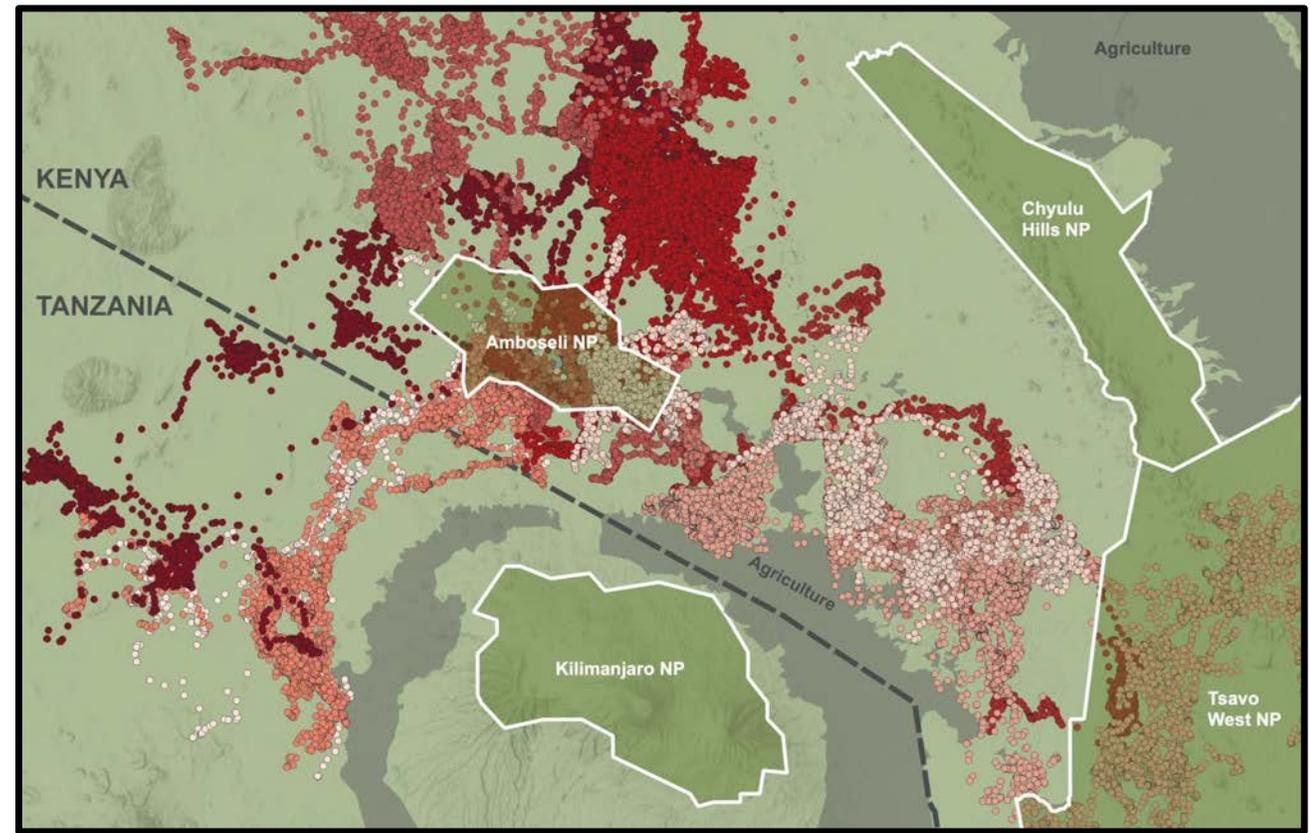 Agriculture
KENYA
Chyulu
Hills NP
TANZANIA
Amboseli NP
Agriculture
Kilimanjaro NP
Tsavo
West NP